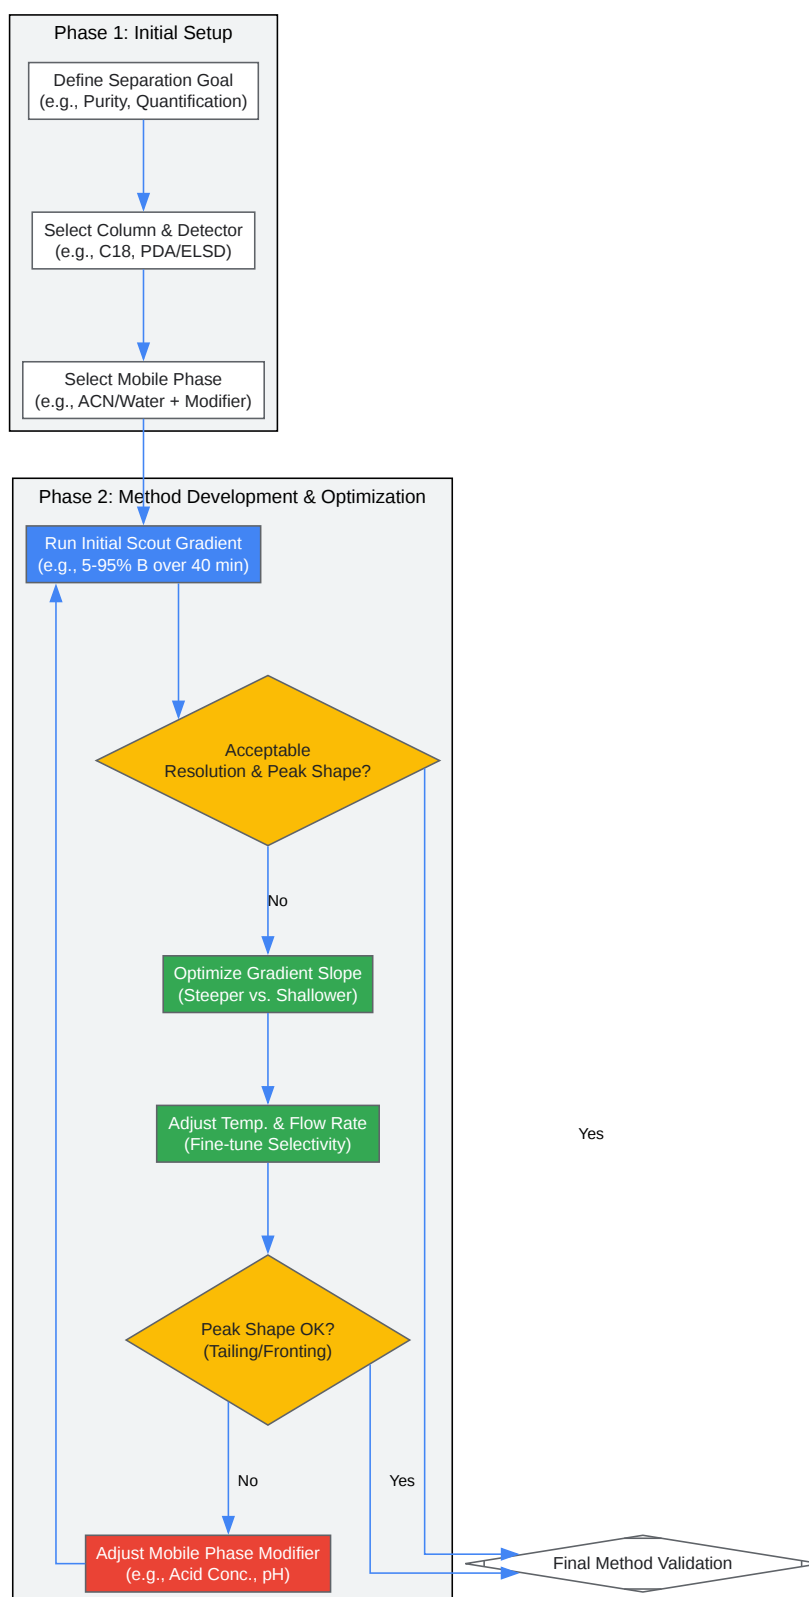 Phase 1: Initial Setup
Define Separation Goal
(e.g., Purity, Quantification)
Select Column & Detector
(e.g., C18, PDA/ELSD)
Select Mobile Phase
(e.g., ACN/Water + Modifier)
Phase 2: Method Development & Optimization
Run Initial Scout Gradient
(e.g., 5-95% B over 40 min)
Acceptable
Resolution & Peak Shape?
No
Optimize Gradient Slope
(Steeper vs. Shallower)
Adjust Temp. & Flow Rate
(Fine-tune Selectivity)
Yes
Peak Shape OK?
(Tailing/Fronting)
No
Yes
Adjust Mobile Phase Modifier
(e.g., Acid Conc., pH)
Final Method Validation